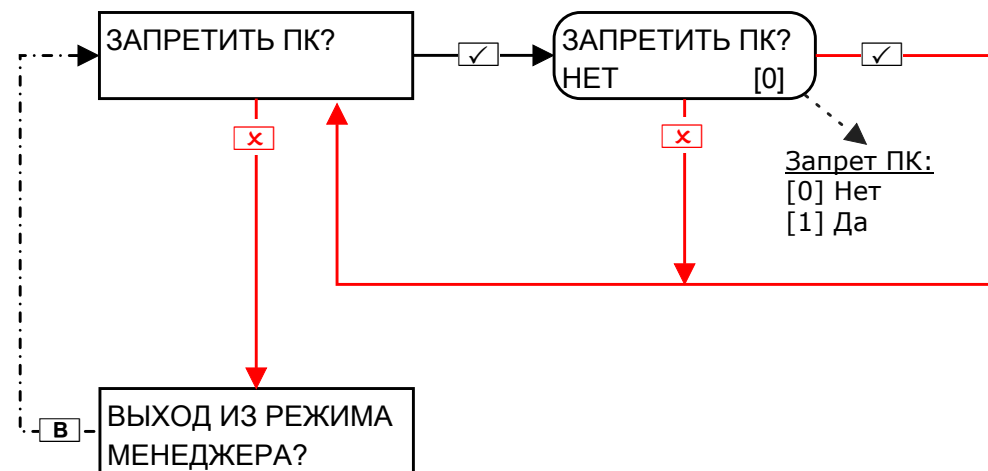 ЗАПРЕТИТЬ ПК?
ЗАПРЕТИТЬ ПК?
НЕТ [0]
Запрет ПК:
[0] Нет
[1] Да
ВЫХОД ИЗ РЕЖИМА
МЕНЕДЖЕРА?
B